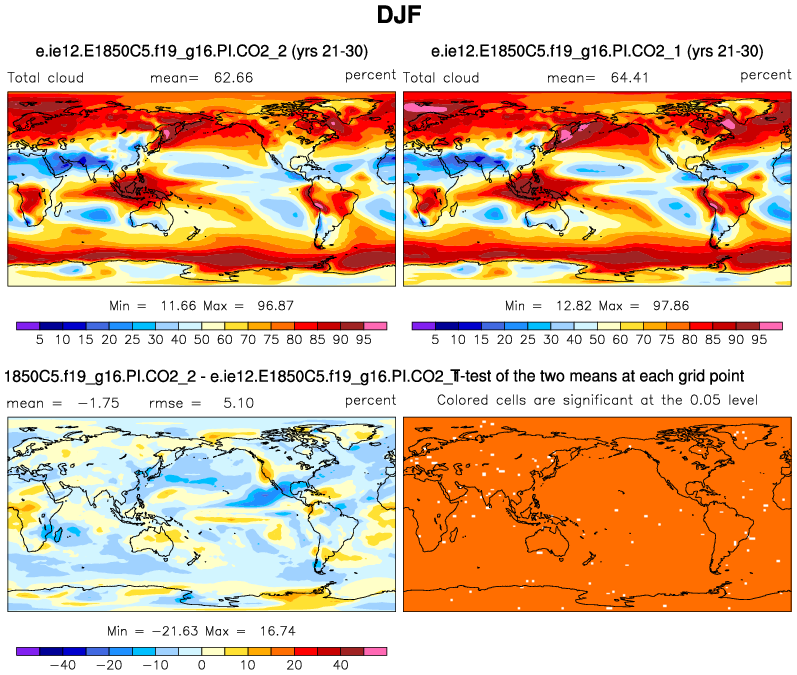 DJF
e.ie12.E1850C5.f19_g16.PI.CO2_2 (yrs 21-30)
e.ie12.E1850C5.f19_g16.PI.CO2_1 (yrs 21-30)
Total cloud mean= 62.66 percent
Total cloud mean= 64.41 percent
Min = 11.66 Max = 96.87
Min = 12.82 Max = 97.86
5 10 15 20 25 30 40 50 60 70 80 85 90 95
5 10 15 20 25 30 40 50 60 70 80 85 90 95
1850C5.f19_g16.PI.CO2_2 - e.ie12.E1850C5.f19_g16.PI.CO2_1
T-test of the two means at each grid point
mean = -1.75 rmse = 5.10 percent
Colored cells are significant at the 0.05 level
Min = -21.63 Max = 16.74
-40 -20 -10 0 10 20 40